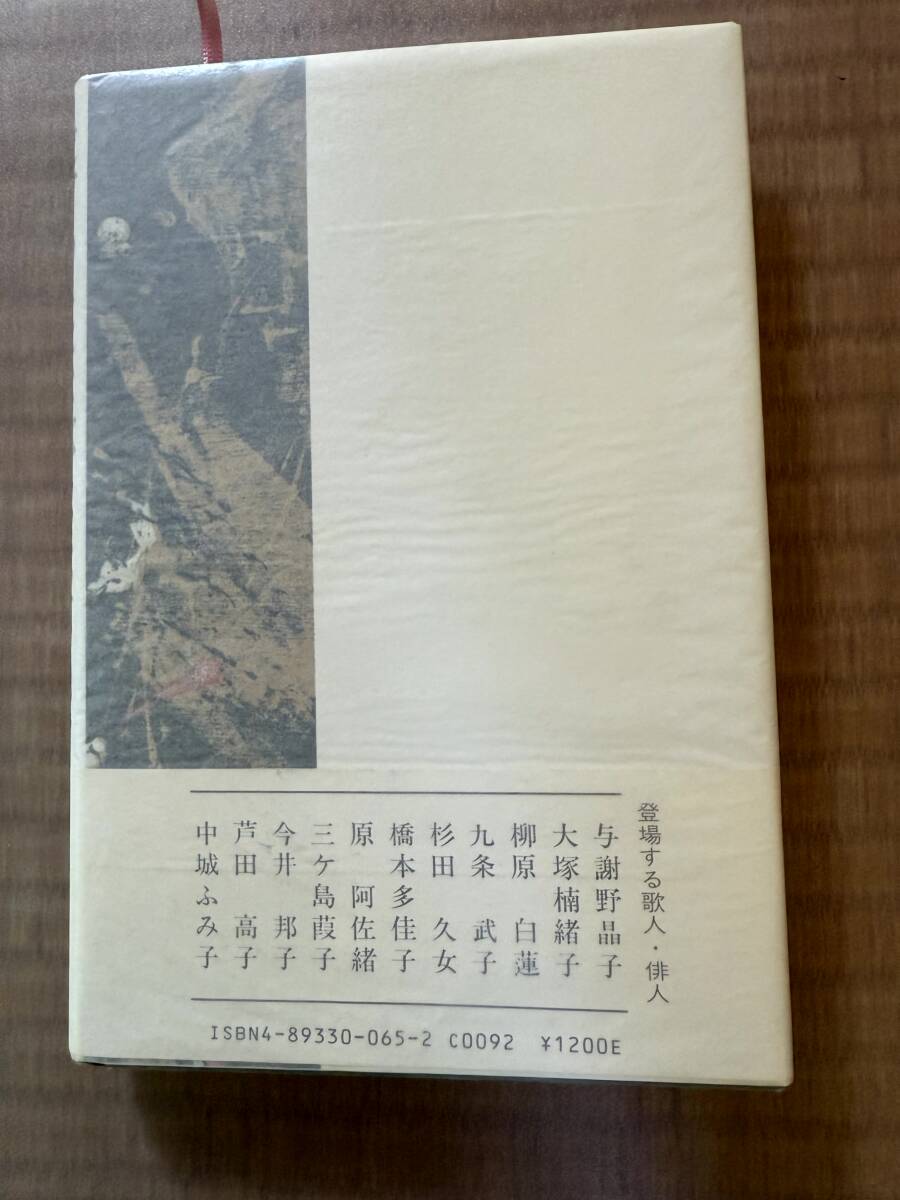 登場する歌人・俳人
与謝野晶子
大塚楠緒子
柳原 白蓮
九条 武子
杉田 久女
橋本多佳子
原 阿佐緒
三ケ島葭子
今井 邦子
芦田 高子
中城ふみ子
ISBN4-89330-065-2 C0092 ¥1200E